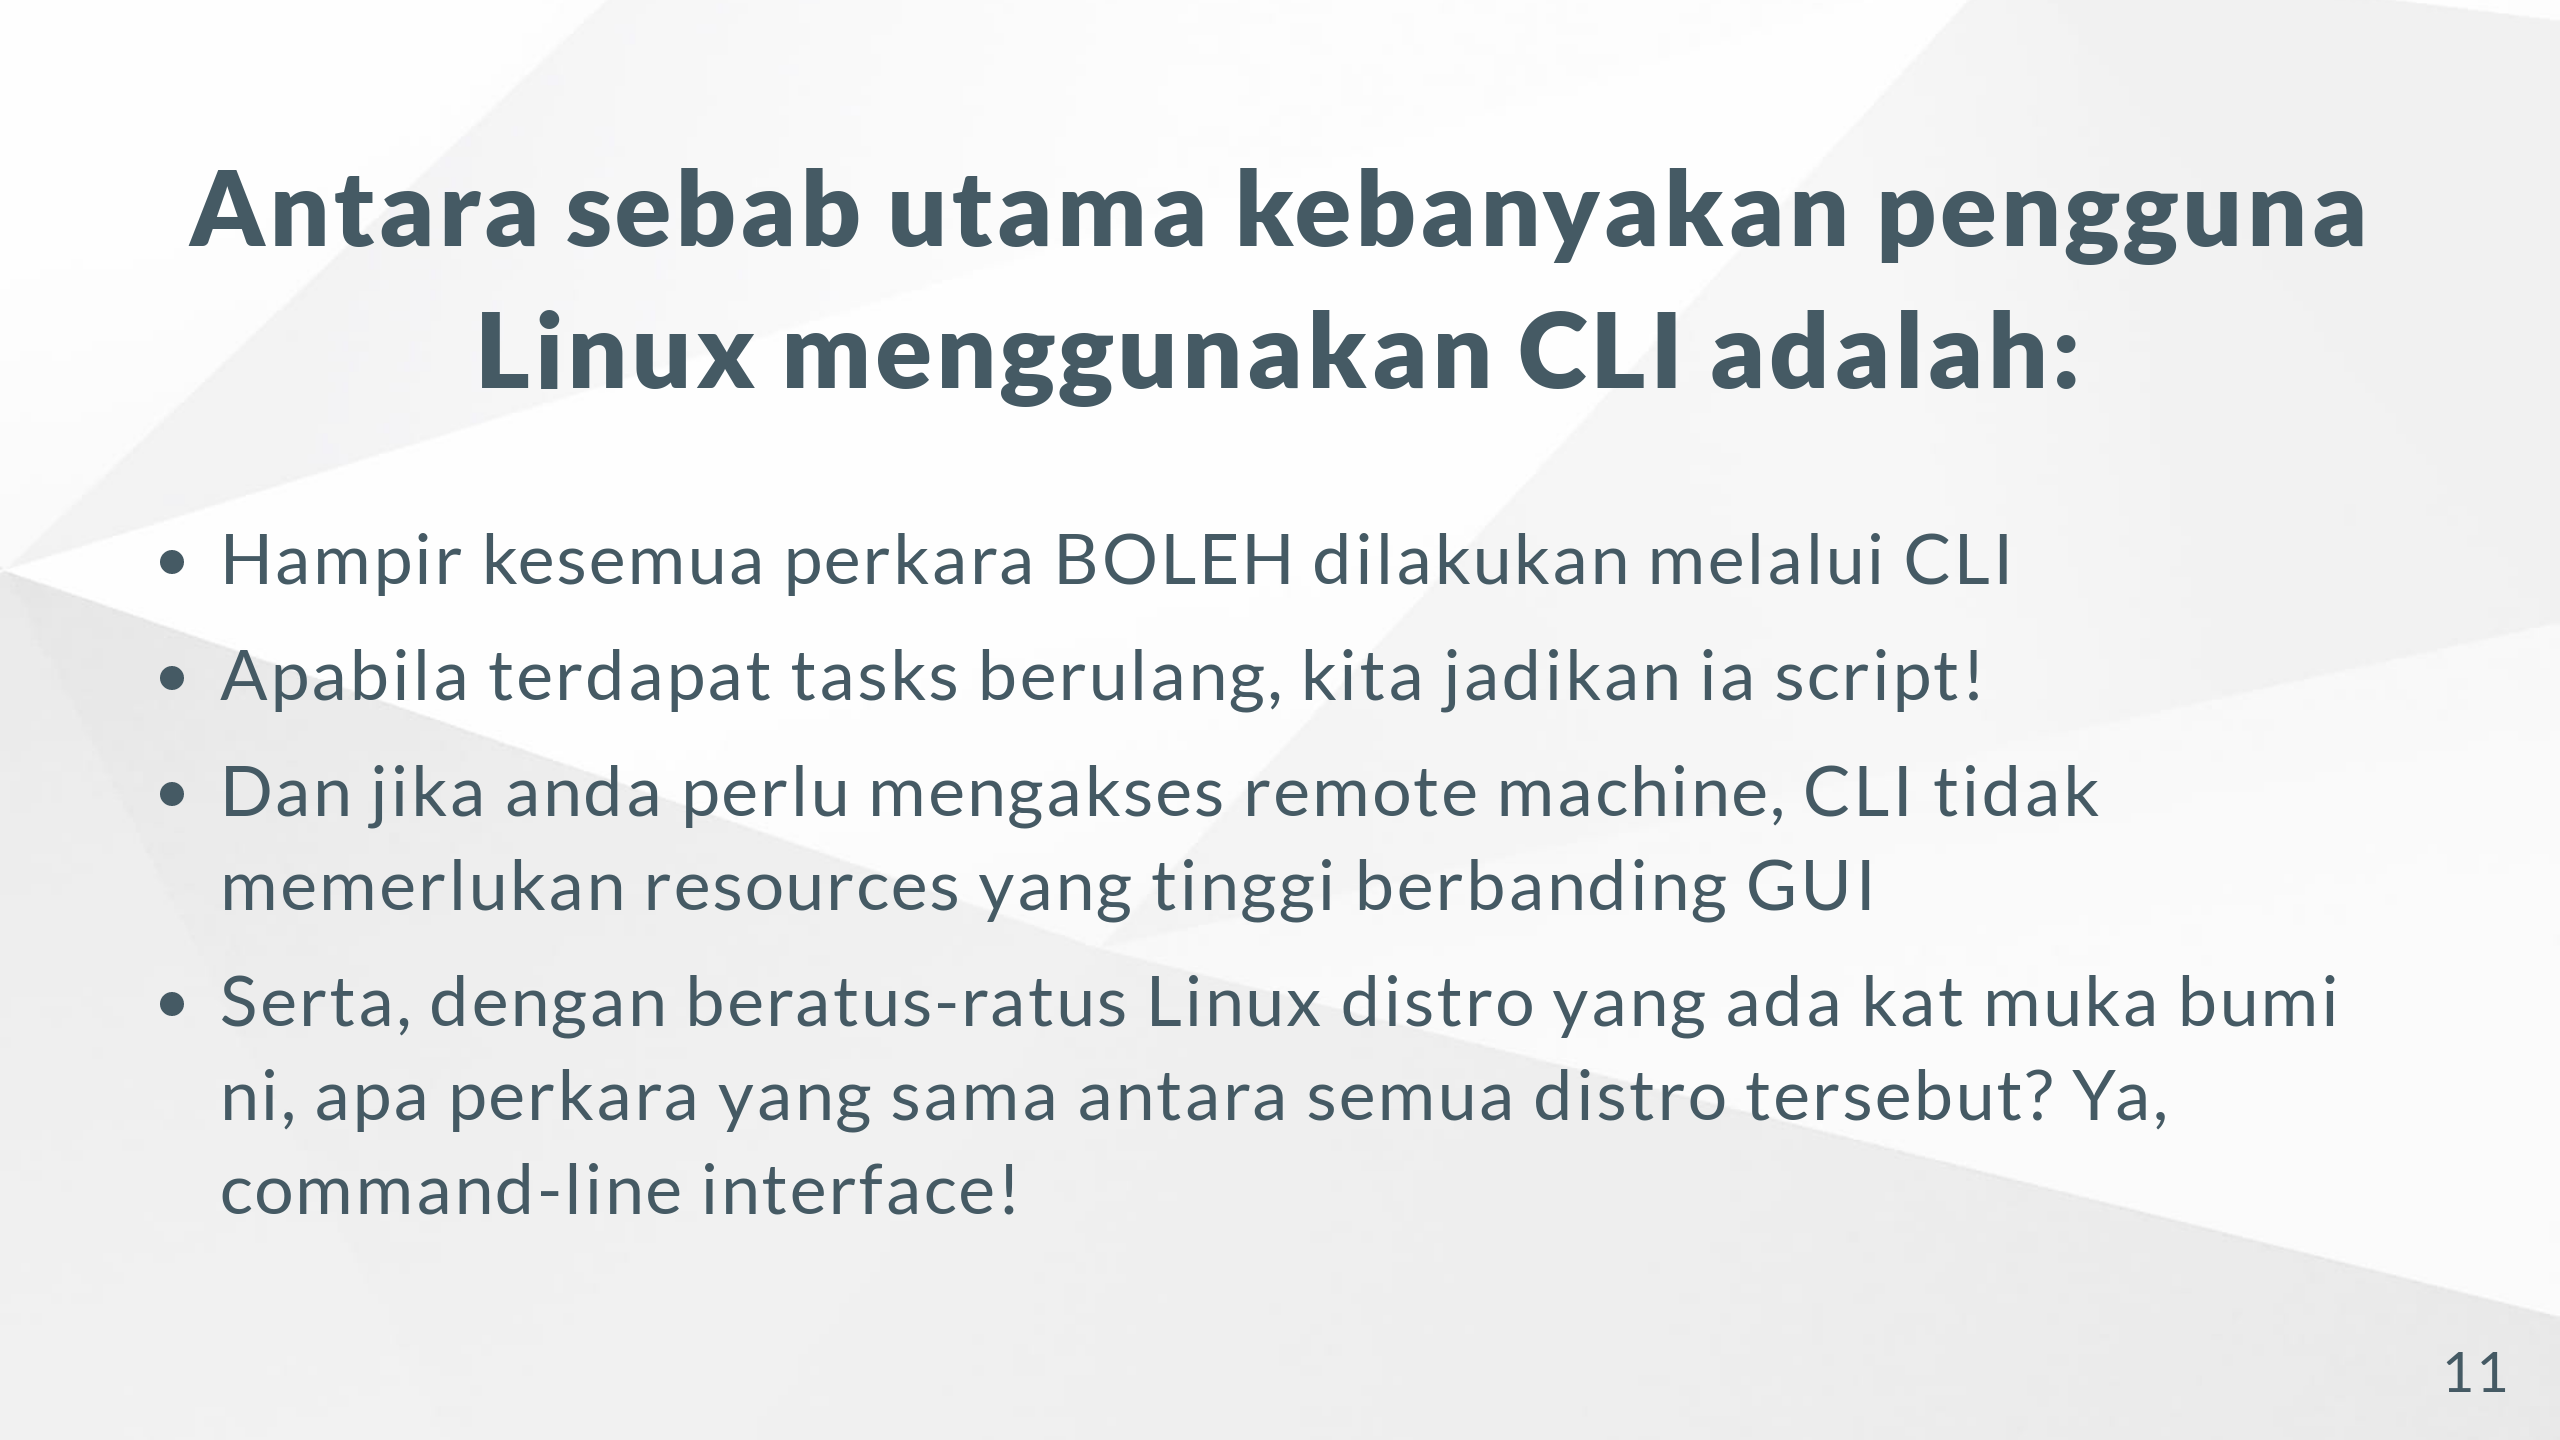 Antara sebab utama kebanyakan pengguna
Linux menggunakan CLI adalah:
• Hampir kesemua perkara BOLEH dilakukan melalui CLI
• Apabila terdapat tasks berulang, kita jadikan ia script!
• Dan jika anda perlu mengakses remote machine, CLI tidak
memerlukan resources yang tinggi berbanding GUI
• Serta, dengan beratus-ratus Linux distro yang ada kat muka bumi
ni, apa perkara yang sama antara semua distro tersebut? Ya,
command-line interface!
11